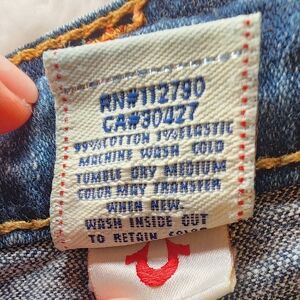 RN#112790
CA#30427
99%COTTON 1%ELASTIC
MACHINE WASH COLD
TUMBLE DRY MEDIUM
COLOR MAY TRANSFER
WHEN NEW.
WASH INSIDE OUT
TO RETAIN COLOR